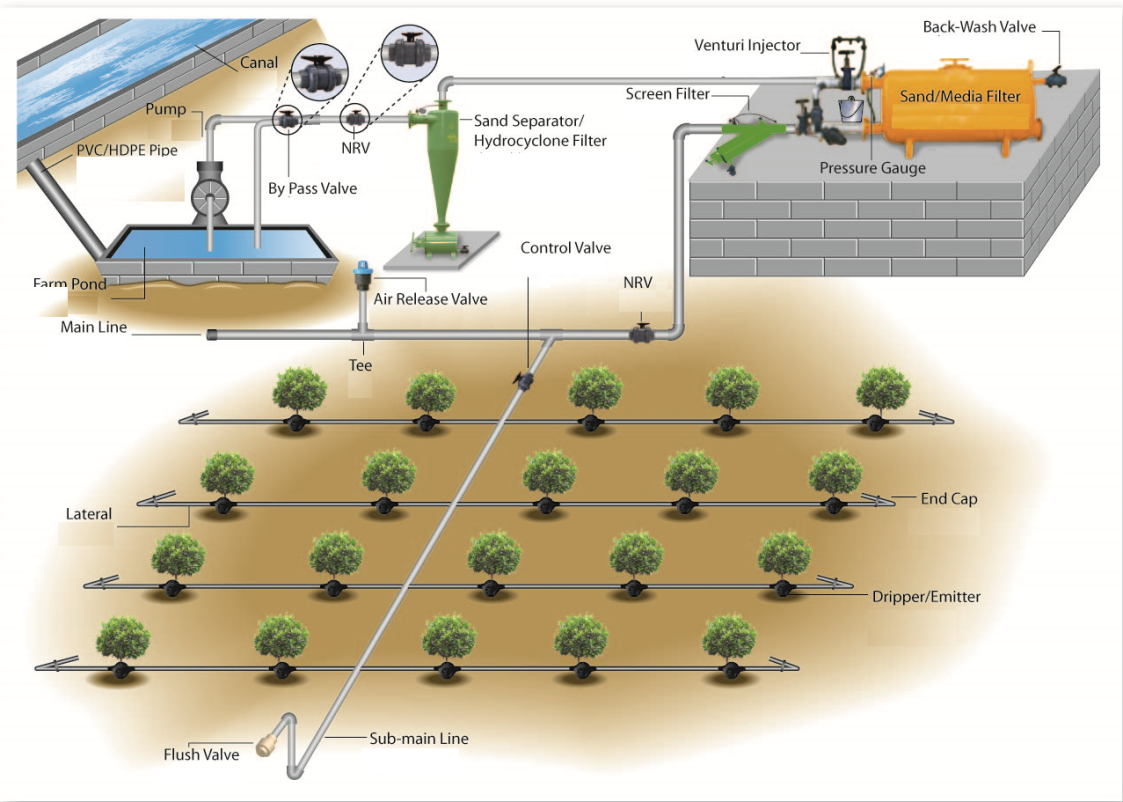 Back-Wash Valve
Venturi Injector
Canal
Screen Filter
Sand/Media Filter
Pump
Sand Separator/
Hydrocyclone Filter
NRV
PVC/HDPE Pipe
Pressure Gauge
By Pass Valve
Control Valve
Farm Pond
NRV
Air Release Valve
Main Line
Tee
End Cap
Lateral
Dripper/Emitter
Sub-main Line
Flush Valve